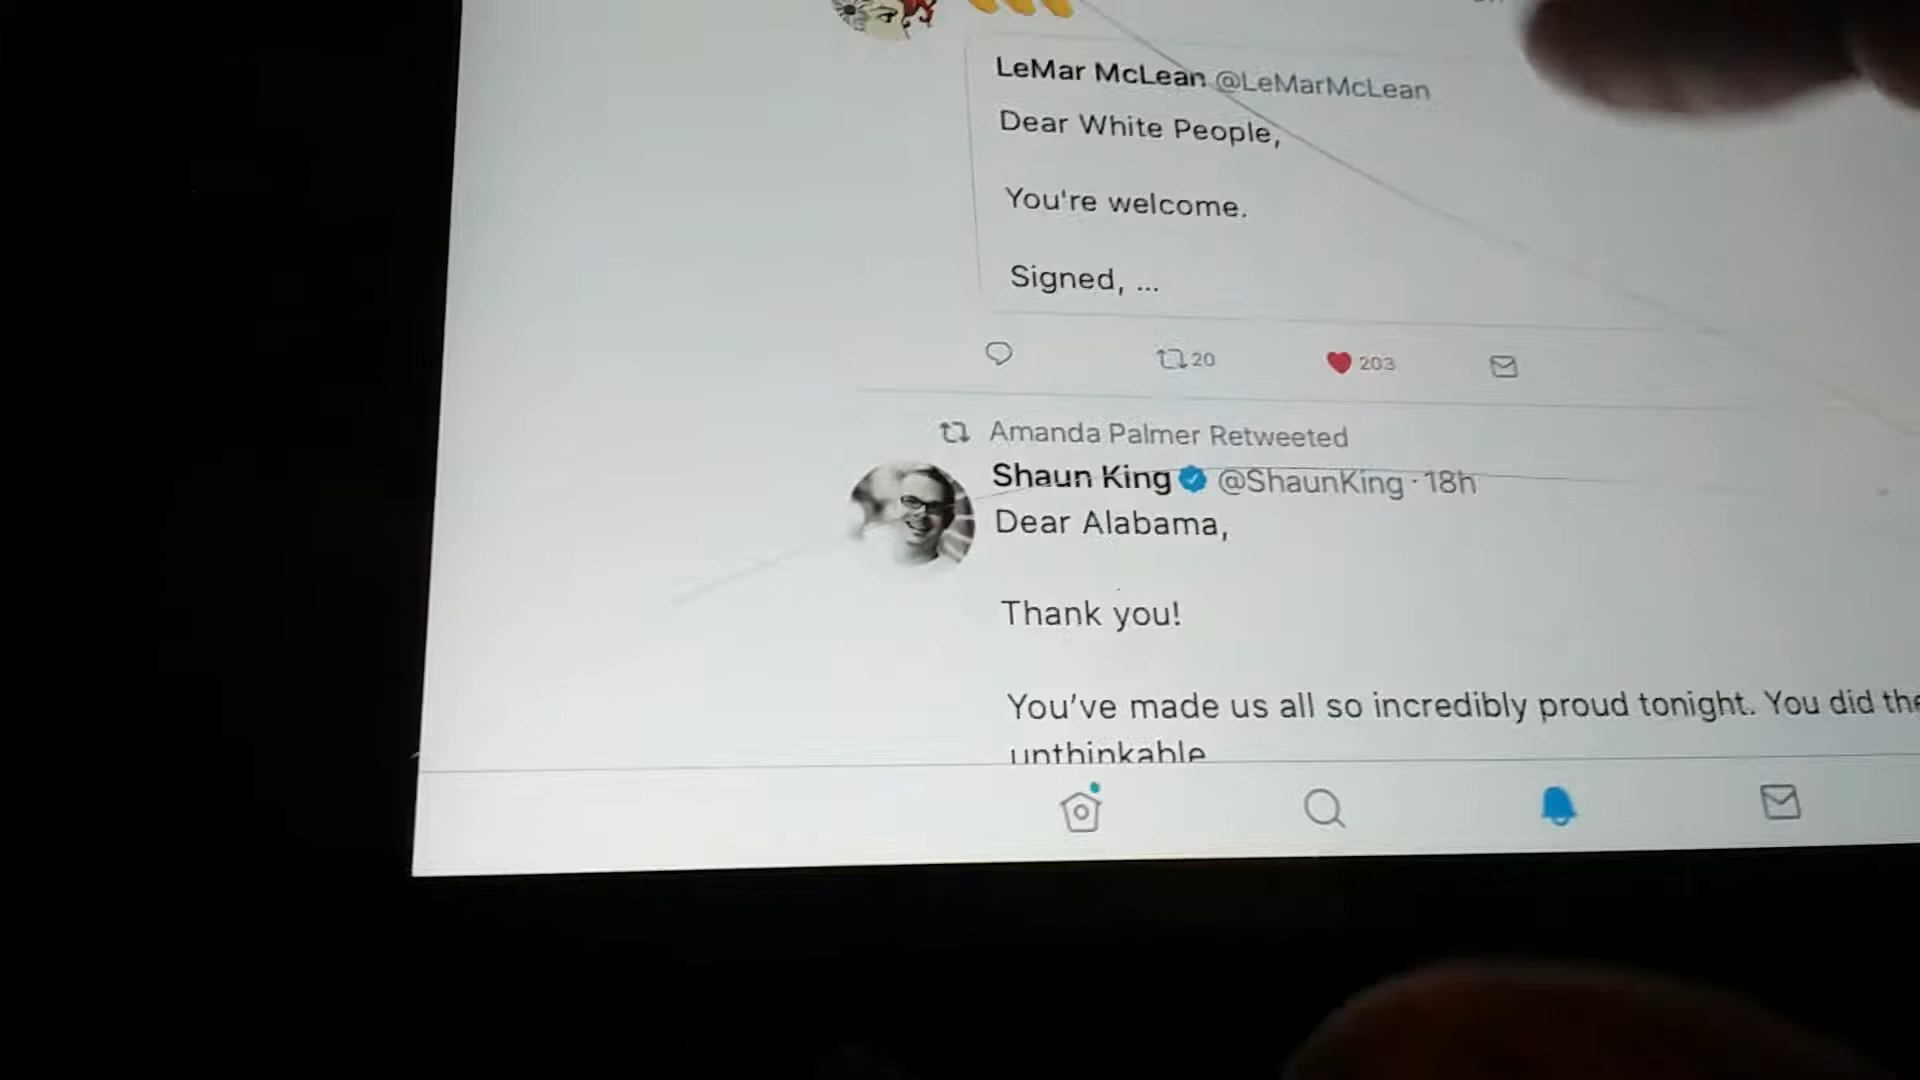 LeMar McLean @LeMarMcLean
Dear White People,
You're welcome.
Signed, ...
20 203
Amanda Palmer Retweeted
Shaun King @ShaunKing · 18h
Dear Alabama,
Thank you!
You've made us all so incredibly proud tonight. You did the
unthinkable